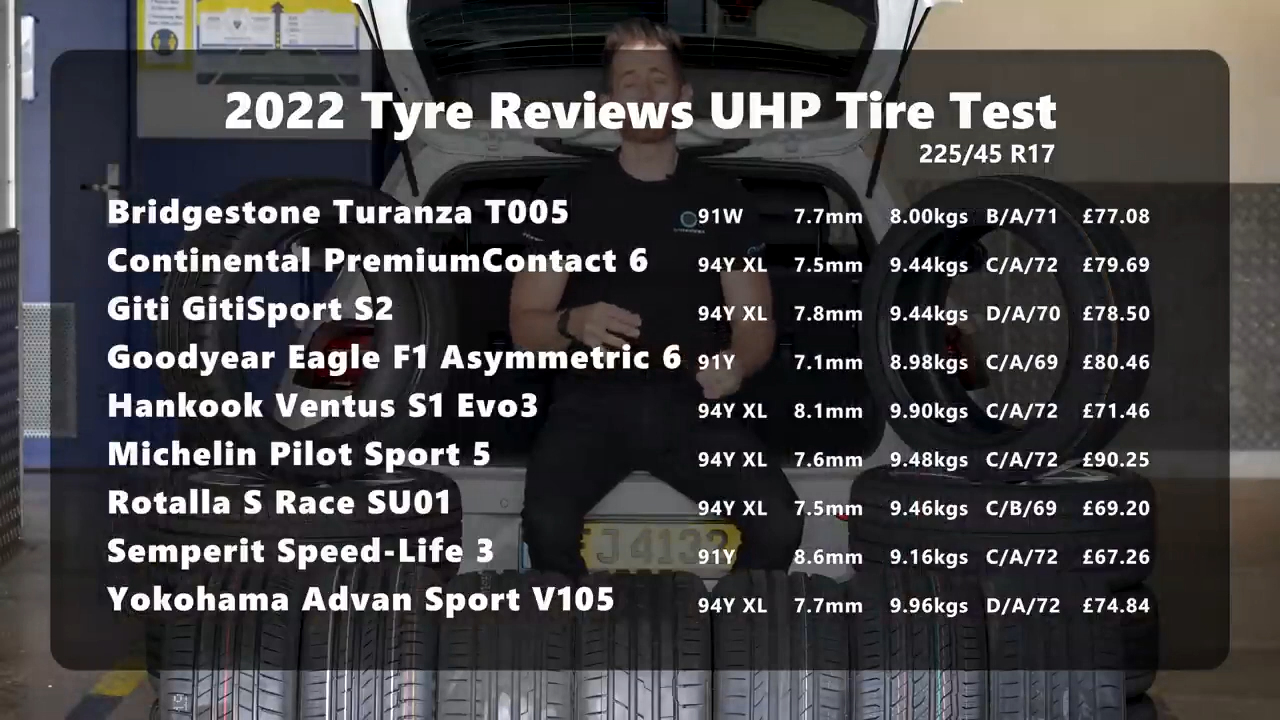 2022 Tyre Reviews UHP Tire Test
225/45 R17
Bridgestone Turanza T005 91W 7.7mm 8.00kgs B/A/71 £77.08
Continental PremiumContact 6 94Y XL 7.5mm 9.44kgs C/A/72 £79.69
Giti GitiSport S2 94Y XL 7.8mm 9.44kgs D/A/70 £78.50
Goodyear Eagle F1 Asymmetric 6 91Y 7.1mm 8.98kgs C/A/69 £80.46
Hankook Ventus S1 Evo3 94Y XL 8.1mm 9.90kgs C/A/72 £71.46
Michelin Pilot Sport 5 94Y XL 7.6mm 9.48kgs C/A/72 £90.25
Rotalla S Race SU01 94Y XL 7.5mm 9.46kgs C/B/69 £69.20
Semperit Speed-Life 3 91Y 8.6mm 9.16kgs C/A/72 £67.26
Yokohama Advan Sport V105 94Y XL 7.7mm 9.96kgs D/A/72 £74.84
J 4132